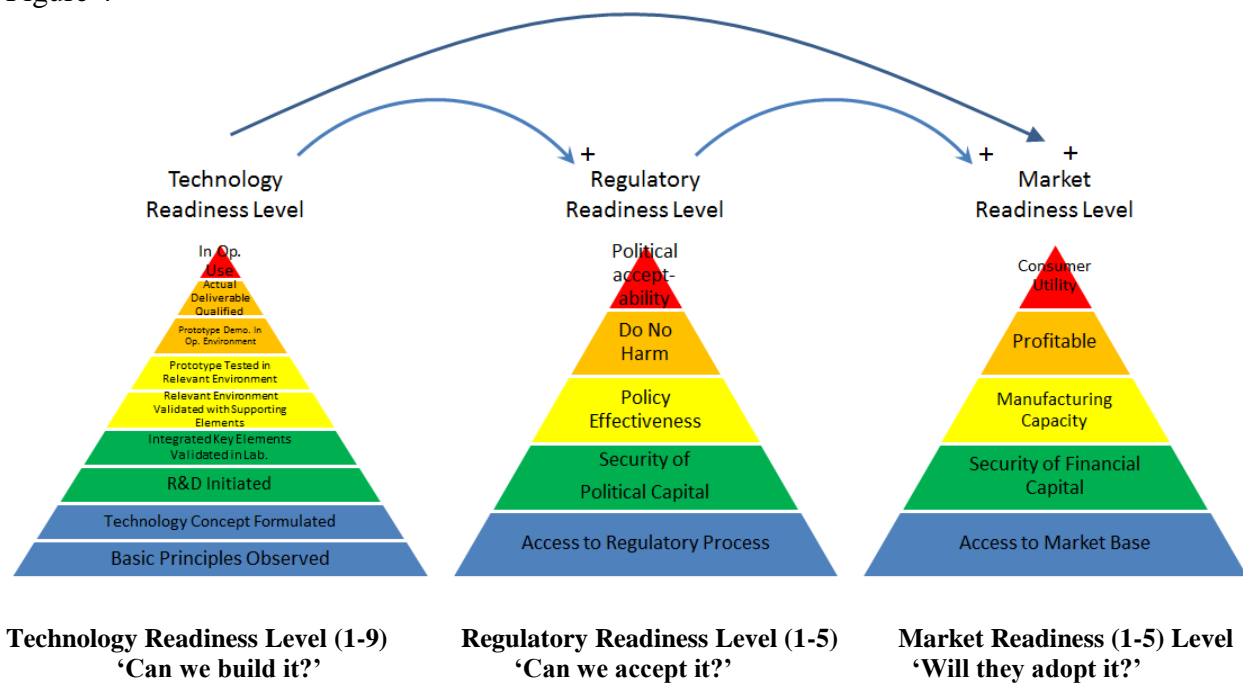 +
+
+
Technology
Readiness Level
Regulatory
Readiness Level
Market
Readiness Level
In Op.
Use
Actual
Deliverable
Qualified
Prototype Demo. In
Op. Environment
Prototype Tested in
Relevant Environment
Relevant Environment
Validated with Supporting
Elements
Integrated Key Elements
Validated in Lab.
R&D Initiated
Technology Concept Formulated
Basic Principles Observed
Political
accept-
ability
Do No
Harm
Policy
Effectiveness
Security of
Political Capital
Access to Regulatory Process
Consumer
Utility
Profitable
Manufacturing
Capacity
Security of Financial
Capital
Access to Market Base
Technology Readiness Level (1-9)
‘Can we build it?’
Regulatory Readiness Level (1-5)
‘Can we accept it?’
Market Readiness (1-5) Level
‘Will they adopt it?’